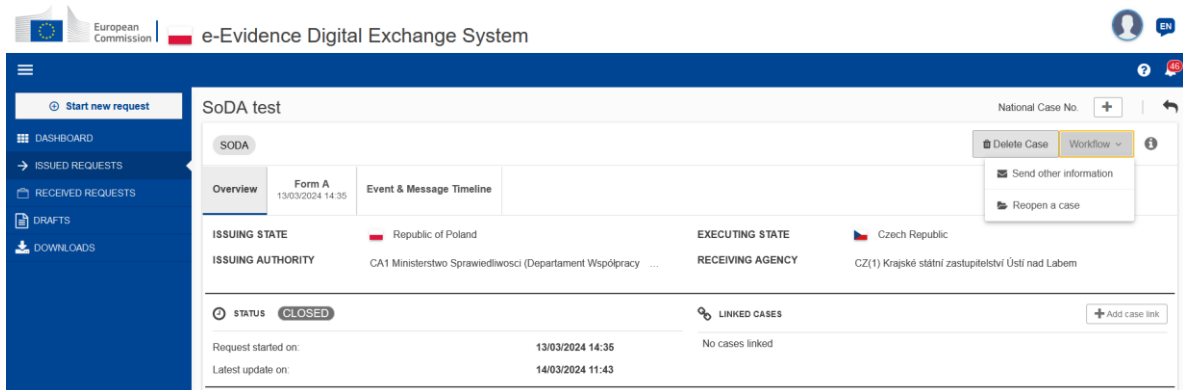 European
Commission
e-Evidence Digital Exchange System
EN
46
Start new request
DASHBOARD
ISSUED REQUESTS
RECEIVED REQUESTS
DRAFTS
DOWNLOADS
SoDA test
National Case No.
SODA
Delete Case
Workflow
Send other information
Reopen a case
Overview
Form A
13/03/2024 14:35
Event & Message Timeline
ISSUING STATE
Republic of Poland
EXECUTING STATE
Czech Republic
ISSUING AUTHORITY
CA1 Ministerstwo Sprawiedliwosci (Departament Współpracy ...
RECEIVING AGENCY
CZ(1) Krajské státní zastupitelství Ústí nad Labem
STATUS CLOSED
LINKED CASES
Add case link
Request started on: 13/03/2024 14:35
No cases linked
Latest update on: 14/03/2024 11:43